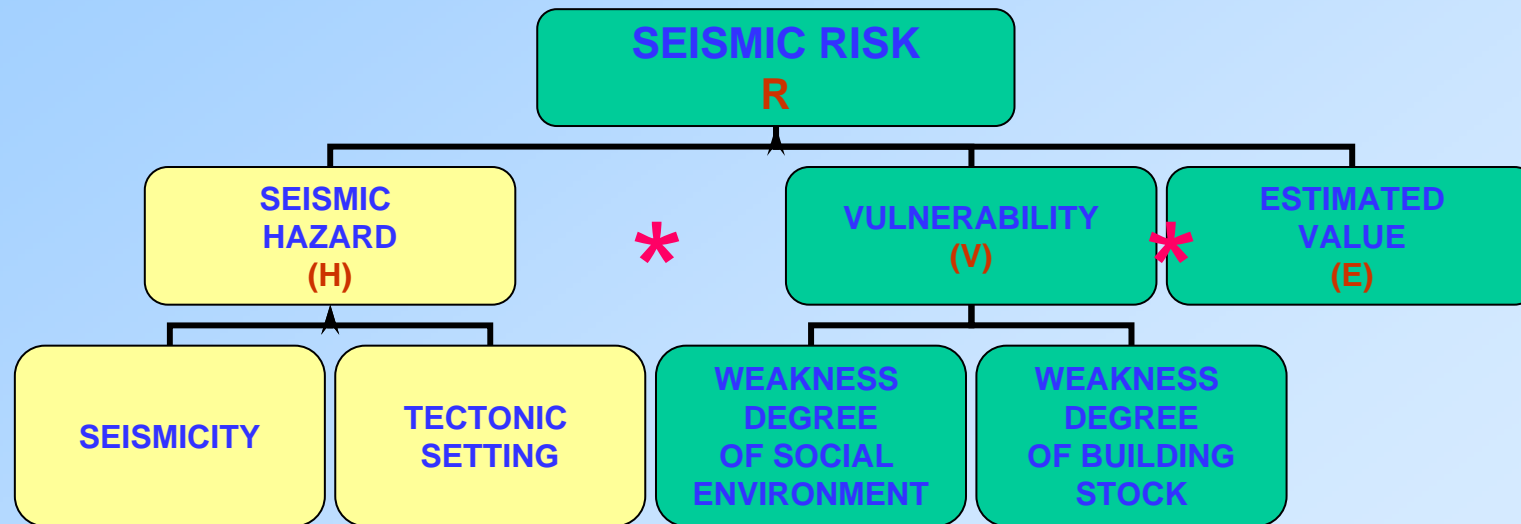 SEISMIC RISK
R
SEISMIC
HAZARD
(H)
*
VULNERABILITY
(V)
*
ESTIMATED
VALUE
(E)
SEISMICITY
TECTONIC
SETTING
WEAKNESS
DEGREE
OF SOCIAL
ENVIRONMENT
WEAKNESS
DEGREE
OF BUILDING
STOCK